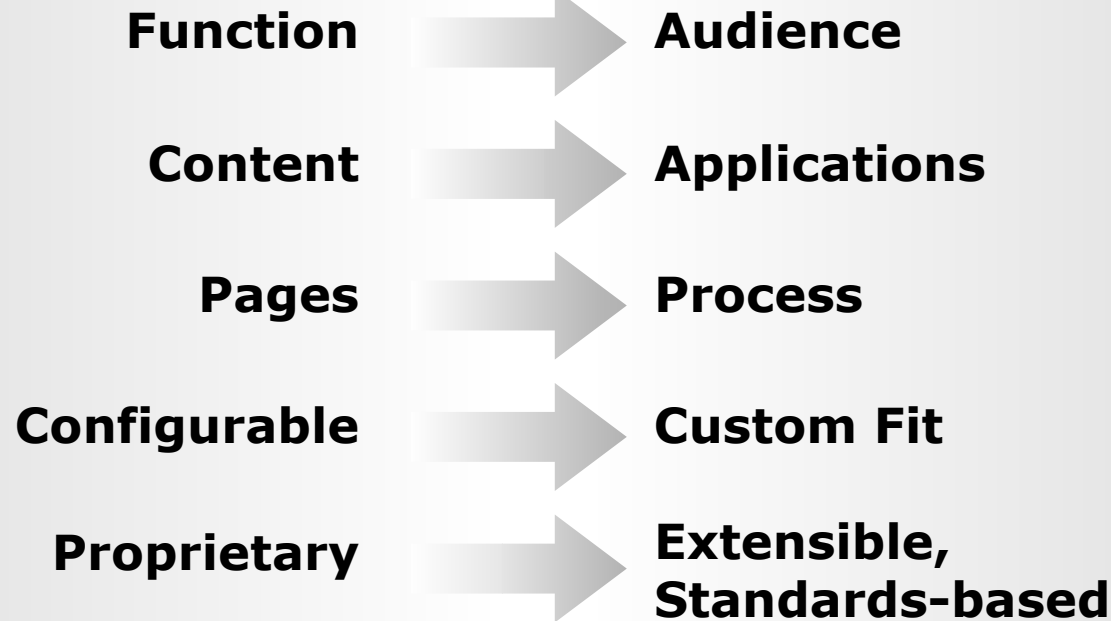 Function Audience
Content Applications
Pages Process
Configurable Custom Fit
Proprietary Extensible,
Standards-based